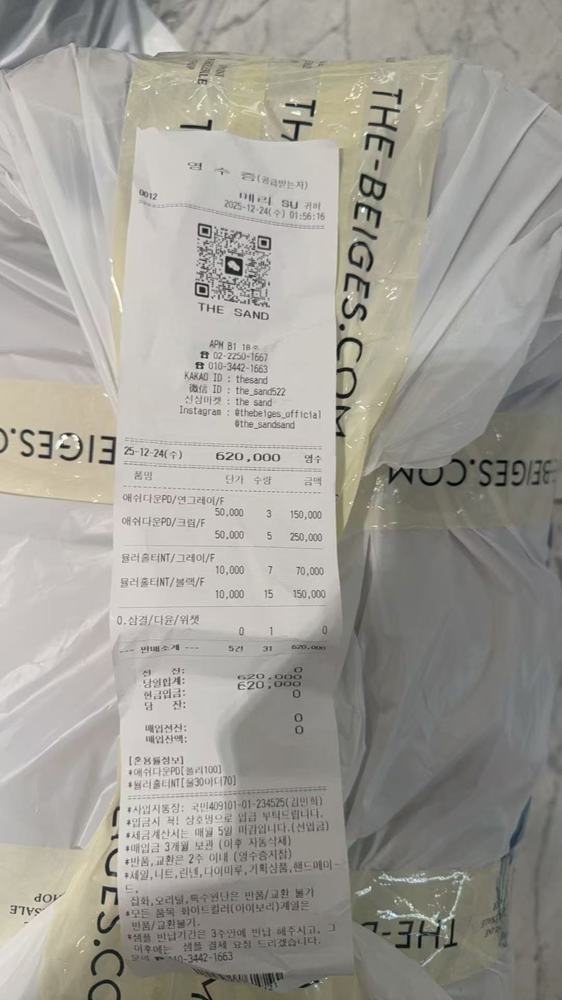 영 수 증(공급받는자)
0012
메리 SU 귀하
2025-12-24(수) 01:56:16
THE SAND
APM B1 18호
☎ 02-2250-1667
☎ 010-3442-1663
KAKAO ID : thesand
微信 ID : the_sand522
신상마켓 : the sand
Instagram : @thebeiges_official
@the_sandsand
25-12-24(수) 620,000 영수
품명 단가 수량 금액
애쉬다운PD/연그레이/F
50,000 3 150,000
애쉬다운PD/크림/F
50,000 5 250,000
뮬러홀터NT/그레이/F
10,000 7 70,000
뮬러홀터NT/블랙/F
10,000 15 150,000
0.삼결/다운/위탯
0 1 0
--- 판매소계 --- 5건 31 620,000
전 잔: 0
당일합계: 620,000
현금입금: 620,000
당 잔: 0
매입전잔: 0
매입잔액: 0
[혼용률정보]
*애쉬다운PD[폴리100]
*뮬러홀터NT[울30아더70]
*사업자통장: 국민409101-01-234525(김민희)
*입금시 꼭! 상호명으로 입금 부탁드립니다.
*세금계산서는 매월 5일 마감입니다.(선입금)
*매입금 3개월 보관 (이후 자동삭제)
*반품,교환은 2주 이내 (영수증지참)
*세일,니트,린넨,다이마루,기획상품,핸드메이
드,
잡화,오리털,특수원단은 반품/교환 불가
*모든 품목 화이트컬러(아이보리)계열은
반품/교환불가.
*샘플 반납기간은 3주안에 반납 해주시고, 그
이후에는 샘플 결제 요청 드리겠습니다.
문의 ☎ 010-3442-1663
THE-BEIGES.COM
TH
BEIGES.COM
-BEIGES.COM
GES.C
THE-B